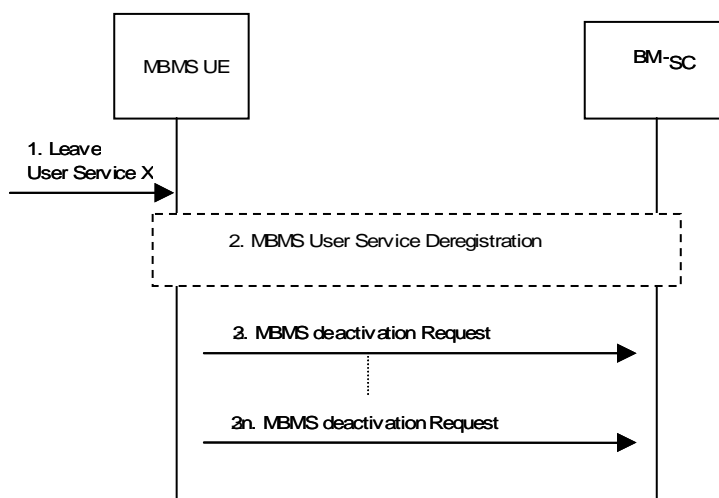 MBMS UE
BM-SC
1. Leave
User Service X
2. MBMS User Service Deregistration
3. MBMS deactivation Request
3n. MBMS deactivation Request